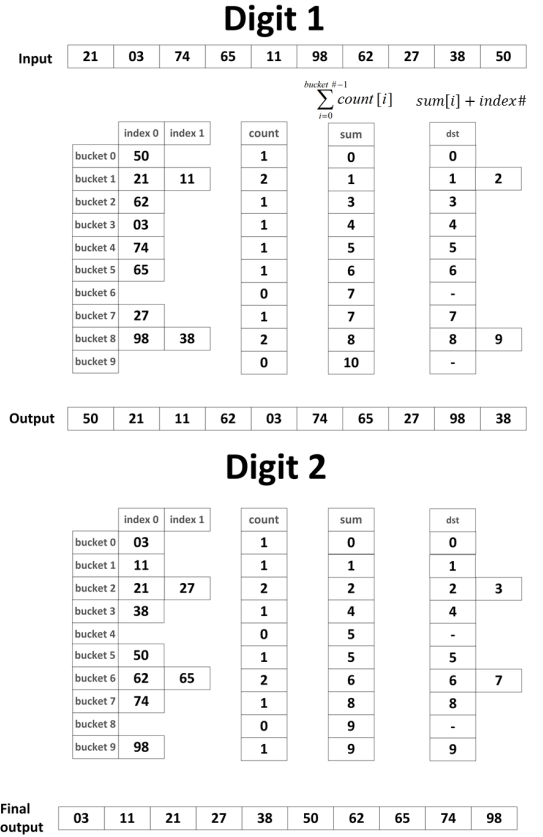 Digit 1
Input 21 03 74 65 11 98 62 27 38 50
bucket #−1
∑ count [i] sum[i] + index#
i=0
index 0 index 1 count sum dst
bucket 0 50 1 0 0
bucket 1 21 11 2 1 1 2
bucket 2 62 1 3 3
bucket 3 03 1 4 4
bucket 4 74 1 5 5
bucket 5 65 1 6 6
bucket 6 0 7 -
bucket 7 27 1 7 7
bucket 8 98 38 2 8 8 9
bucket 9 0 10 -
Output 50 21 11 62 03 74 65 27 98 38
Digit 2
index 0 index 1 count sum dst
bucket 0 03 1 0 0
bucket 1 11 1 1 1
bucket 2 21 27 2 2 2 3
bucket 3 38 1 4 4
bucket 4 0 5 -
bucket 5 50 1 5 5
bucket 6 62 65 2 6 6 7
bucket 7 74 1 8 8
bucket 8 0 9 -
bucket 9 98 1 9 9
Final
output 03 11 21 27 38 50 62 65 74 98